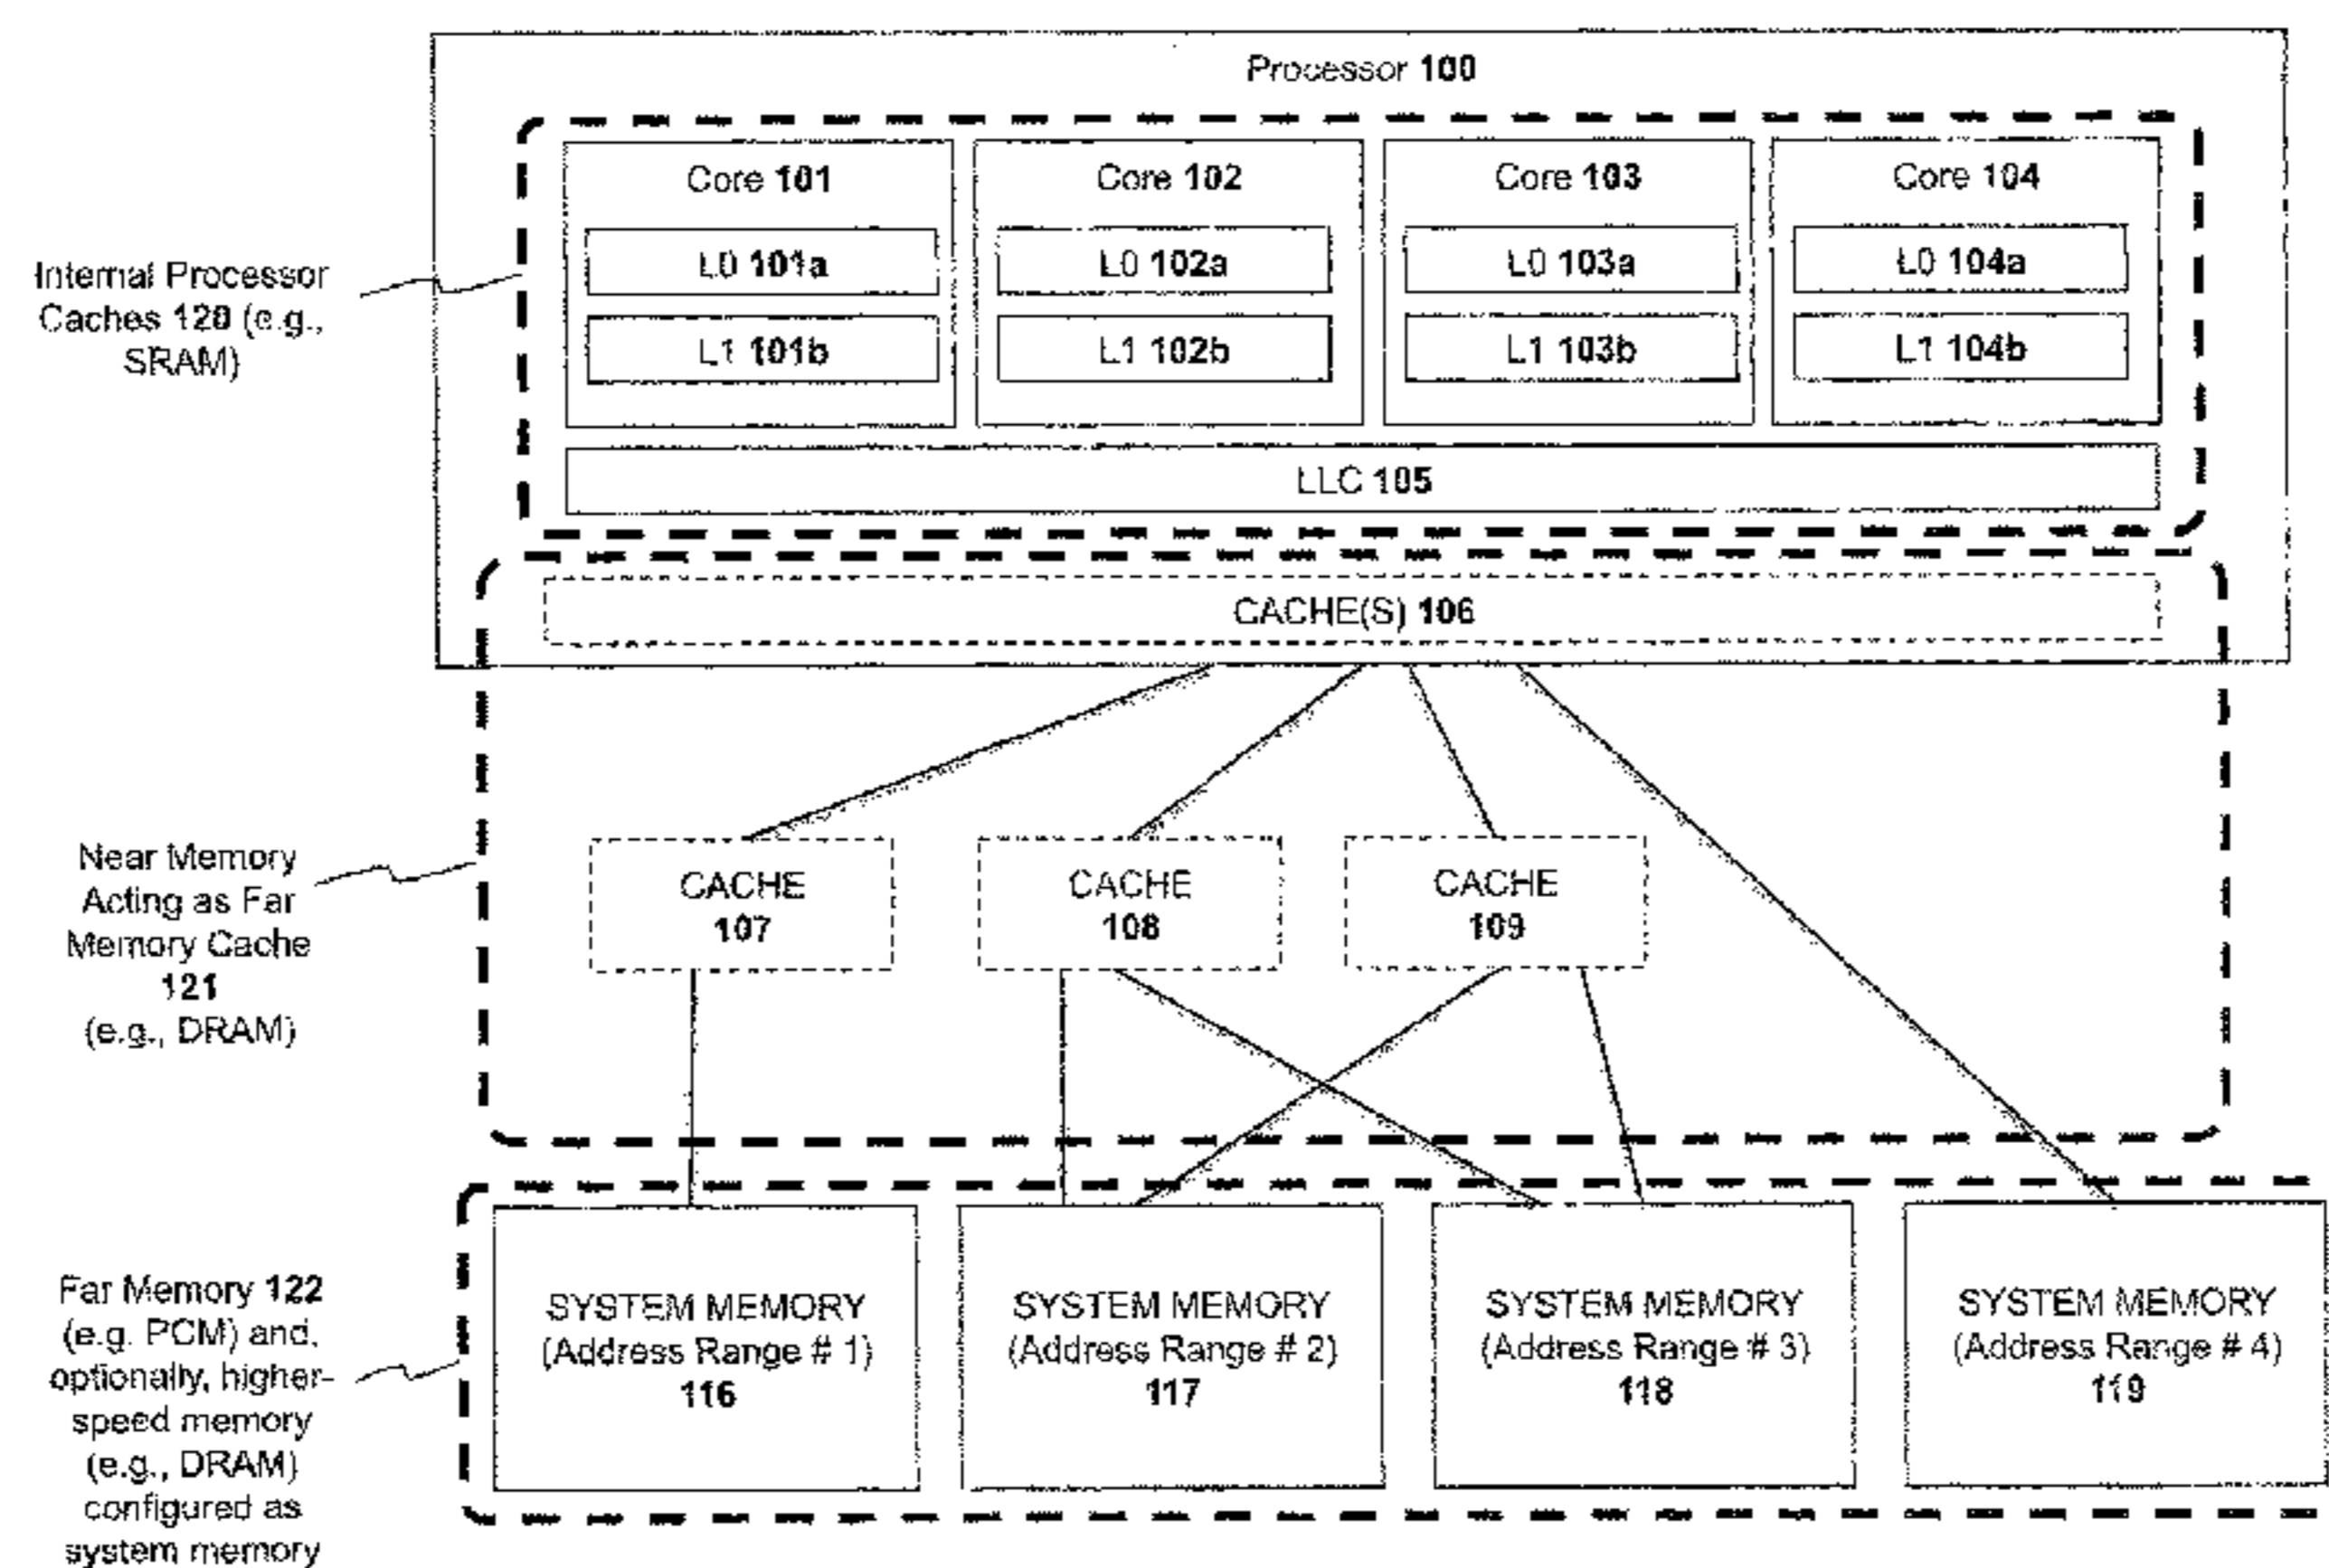 Processor 100
Core 101
Core 102
Core 103
Core 104
L0 101a
L0 102a
L0 103a
L0 104a
L1 101b
L1 102b
L1 103b
L1 104b
LLC 105
Internal Processor
Caches 120 (e.g.,
SRAM)
CACHE(S) 106
CACHE
107
CACHE
108
CACHE
109
Near Memory
Acting as Far
Memory Cache
121
(e.g., DRAM)
SYSTEM MEMORY
(Address Range # 1)
116
SYSTEM MEMORY
(Address Range # 2)
117
SYSTEM MEMORY
(Address Range # 3)
118
SYSTEM MEMORY
(Address Range # 4)
119
Far Memory 122
(e.g. PCM) and,
optionally, higher-
speed memory
(e.g., DRAM)
configured as
system memory